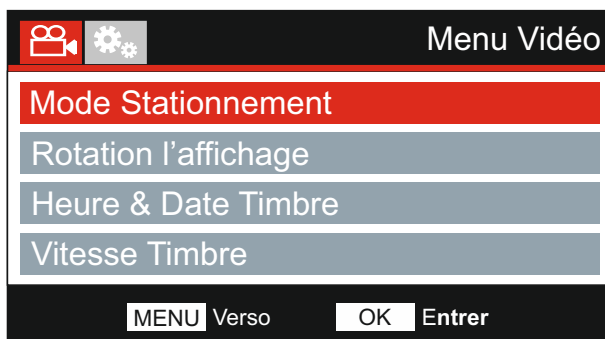 Menu Vidéo
Mode Stationnement
Rotation l'affichage
Heure & Date Timbre
Vitesse Timbre
MENU Verso OK Entrer